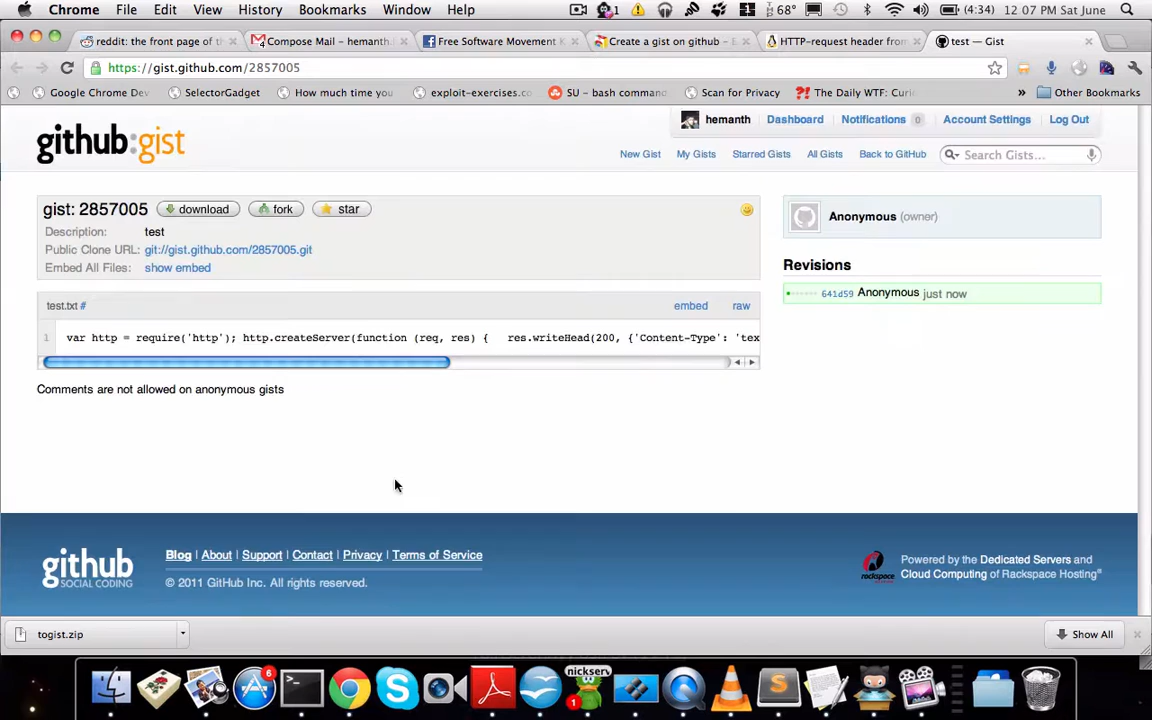 Chrome File Edit View History Bookmarks Window Help 1 68° (4:34) 12 07 PM Sat June
reddit: the front page of th
Compose Mail – hemanth.
Free Software Movement K
Create a gist on github – E
HTTP-request header from
test — Gist
https://gist.github.com/2857005
Google Chrome Dev
SelectorGadget
How much time you
exploit-exercises.co
SU – bash command
Scan for Privacy
The Daily WTF: Curi
» Other Bookmarks
github:gist
hemanth Dashboard Notifications 0 Account Settings Log Out
New Gist My Gists Starred Gists All Gists Back to GitHub Search Gists...
gist: 2857005 download fork star
Description: test
Public Clone URL: git://gist.github.com/2857005.git
Embed All Files: show embed
Anonymous (owner)
Revisions
641d59 Anonymous just now
test.txt # embed raw
1 var http = require('http'); http.createServer(function (req, res) { res.writeHead(200, {'Content-Type': 'tex
Comments are not allowed on anonymous gists
github
SOCIAL CODING
Blog | About | Support | Contact | Privacy | Terms of Service
© 2011 GitHub Inc. All rights reserved.
rackspace
Powered by the Dedicated Servers and
Cloud Computing of Rackspace Hosting®
togist.zip
Show All
6
nickserv
1